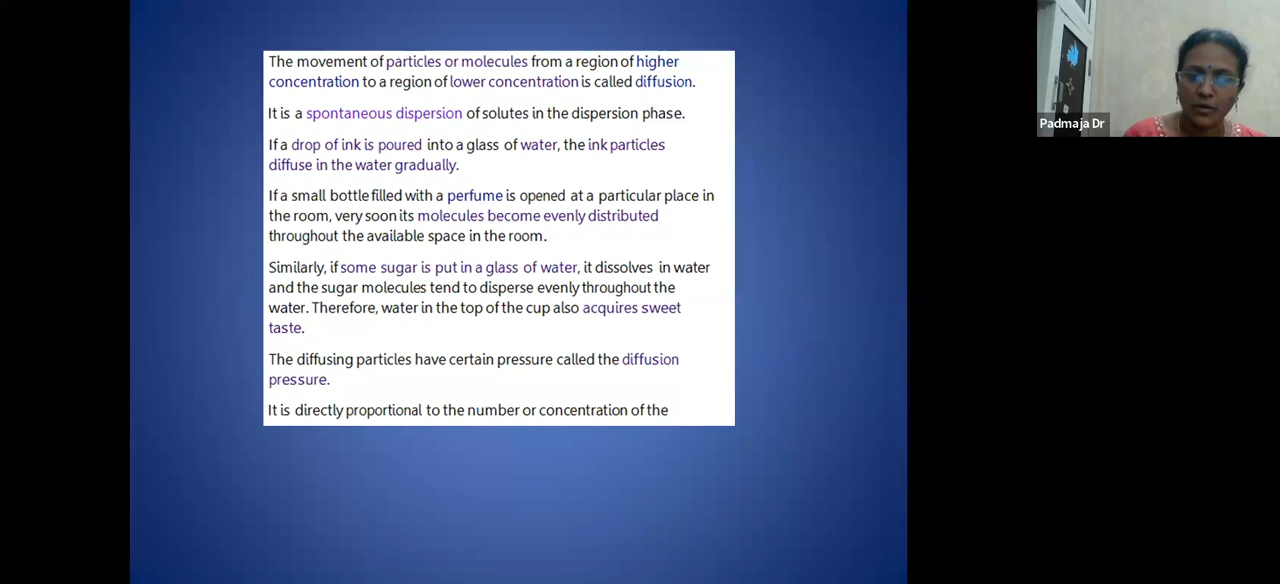 The movement of particles or molecules from a region of higher
concentration to a region of lower concentration is called diffusion.
It is a spontaneous dispersion of solutes in the dispersion phase.
If a drop of ink is poured into a glass of water, the ink particles
diffuse in the water gradually.
If a small bottle filled with a perfume is opened at a particular place in
the room, very soon its molecules become evenly distributed
throughout the available space in the room.
Similarly, if some sugar is put in a glass of water, it dissolves in water
and the sugar molecules tend to disperse evenly throughout the
water. Therefore, water in the top of the cup also acquires sweet
taste.
The diffusing particles have certain pressure called the diffusion
pressure.
It is directly proportional to the number or concentration of the
Padmaja Dr